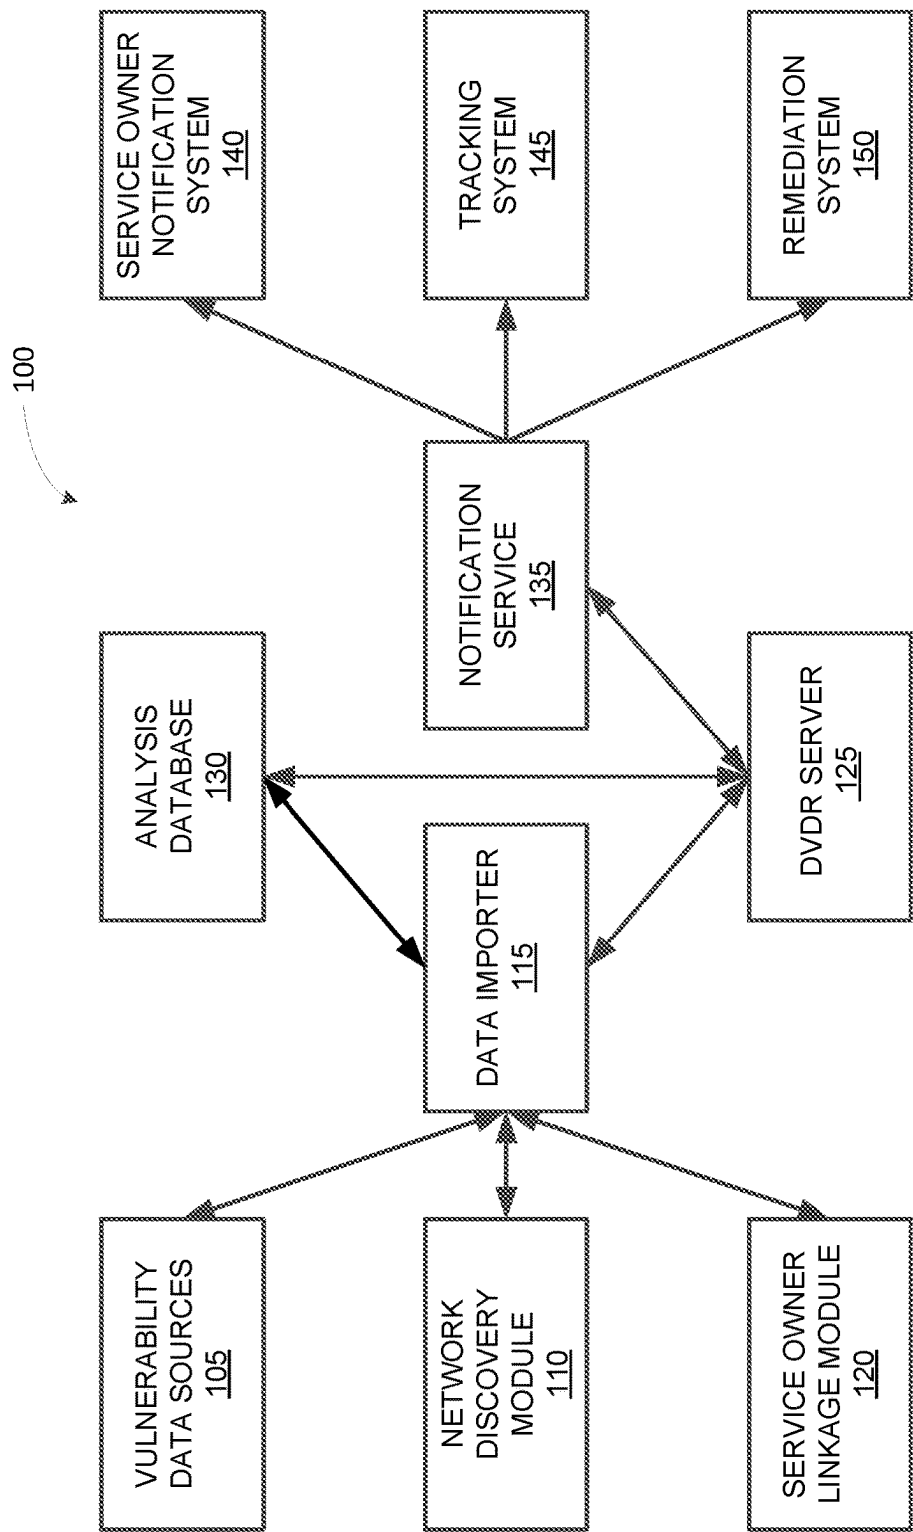 100
VULNERABILITY
DATA SOURCES
105
NETWORK
DISCOVERY
MODULE
110
SERVICE OWNER
LINKAGE MODULE
120
DATA IMPORTER
115
ANALYSIS
DATABASE
130
DVDR SERVER
125
NOTIFICATION
SERVICE
135
SERVICE OWNER
NOTIFICATION
SYSTEM
140
TRACKING
SYSTEM
145
REMEDIATION
SYSTEM
150